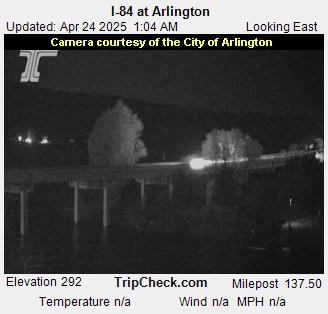 I-84 at Arlington
Updated: Apr 24 2025 1:04 AM Looking East
Camera courtesy of the City of Arlington
Elevation 292 TripCheck.com Milepost 137.50
Temperature n/a Wind n/a MPH n/a